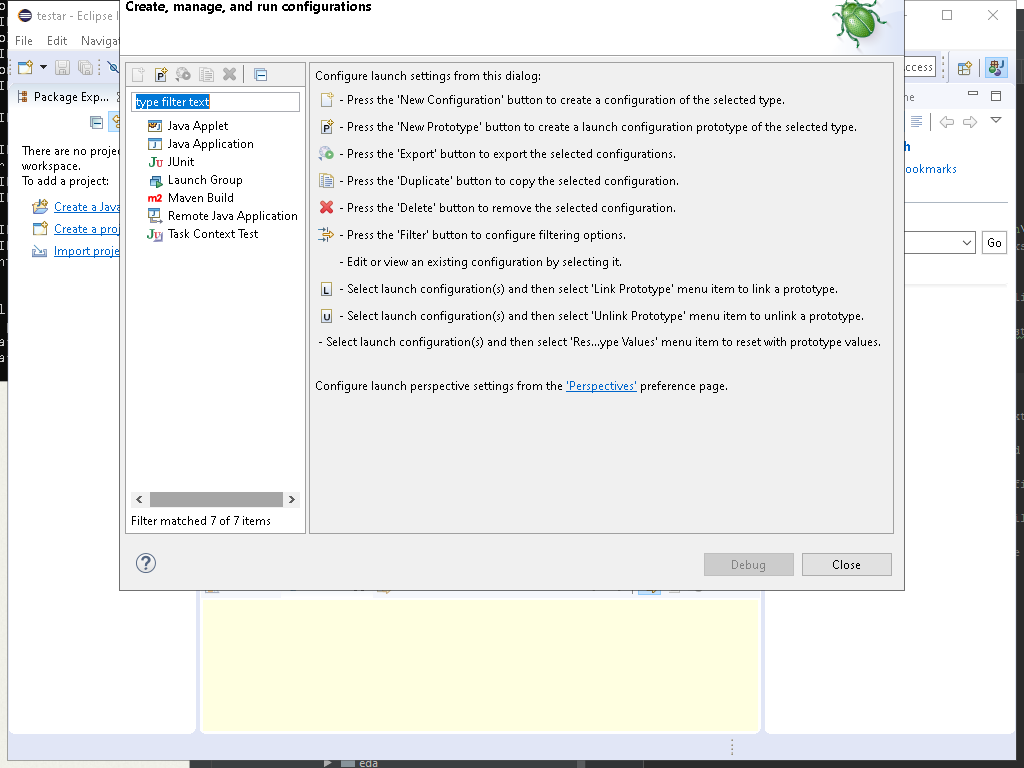 testar - Eclipse
Create, manage, and run configurations
File Edit
type filter text
Java Applet
Java Application
JUnit
Launch Group
Maven Build
Remote Java Application
Task Context Test
Filter matched 7 of 7 items
Configure launch settings from this dialog:
- Press the 'New Configuration' button to create a configuration of the selected type.
- Press the 'New Prototype' button to create a launch configuration prototype of the selected type.
- Press the 'Export' button to export the selected configurations.
- Press the 'Duplicate' button to copy the selected configuration.
- Press the 'Delete' button to remove the selected configuration.
- Press the 'Filter' button to configure filtering options.
- Edit or view an existing configuration by selecting it.
- Select launch configuration(s) and then select 'Link Prototype' menu item to link a prototype.
- Select launch configuration(s) and then select 'Unlink Prototype' menu item to unlink a prototype.
- Select launch configuration(s) and then select 'Res...ype Values' menu item to reset with prototype values.
Configure launch perspective settings from the 'Perspectives' preference page.
Debug Close
Package Exp...
There are no
workspace.
To add a project:
Create a Java
Create a
Import
ookmarks
Go
eda